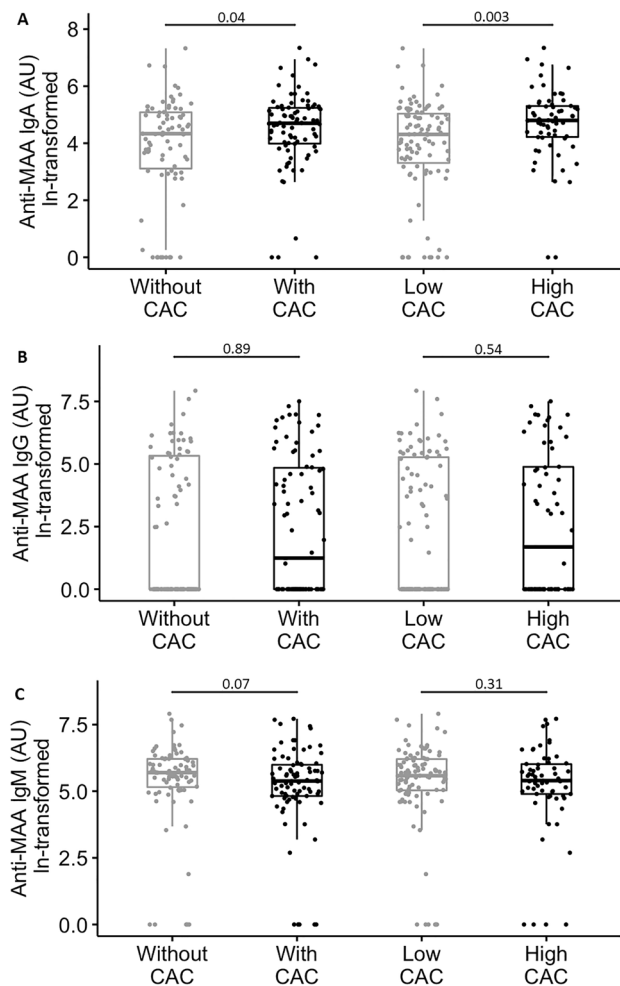 A
0.04
0.003
Anti-MAA IgA (AU)
ln-transformed
8
6
4
2
0
Without
CAC
With
CAC
Low
CAC
High
CAC
B
0.89
0.54
Anti-MAA IgG (AU)
ln-transformed
7.5
5.0
2.5
0.0
Without
CAC
With
CAC
Low
CAC
High
CAC
C
0.07
0.31
Anti-MAA IgM (AU)
ln-transformed
7.5
5.0
2.5
0.0
Without
CAC
With
CAC
Low
CAC
High
CAC